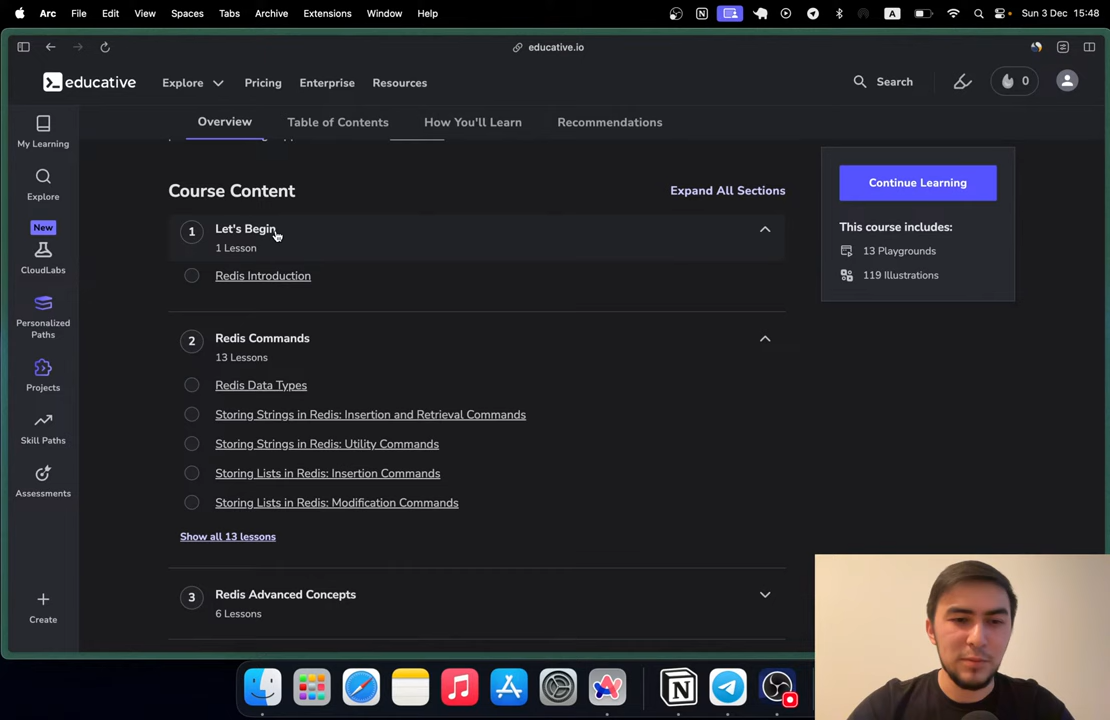 Arc File Edit View Spaces Tabs Archive Extensions Window Help A Sun 3 Dec 15:48
educative.io
educative Explore Pricing Enterprise Resources Search 0
Overview Table of Contents How You'll Learn Recommendations
My Learning
Explore
New
CloudLabs
Personalized
Paths
Projects
Skill Paths
Assessments
Create
Course Content Expand All Sections
1 Let's Begin
1 Lesson
Redis Introduction
2 Redis Commands
13 Lessons
Redis Data Types
Storing Strings in Redis: Insertion and Retrieval Commands
Storing Strings in Redis: Utility Commands
Storing Lists in Redis: Insertion Commands
Storing Lists in Redis: Modification Commands
Show all 13 lessons
3 Redis Advanced Concepts
6 Lessons
Continue Learning
This course includes:
13 Playgrounds
119 Illustrations